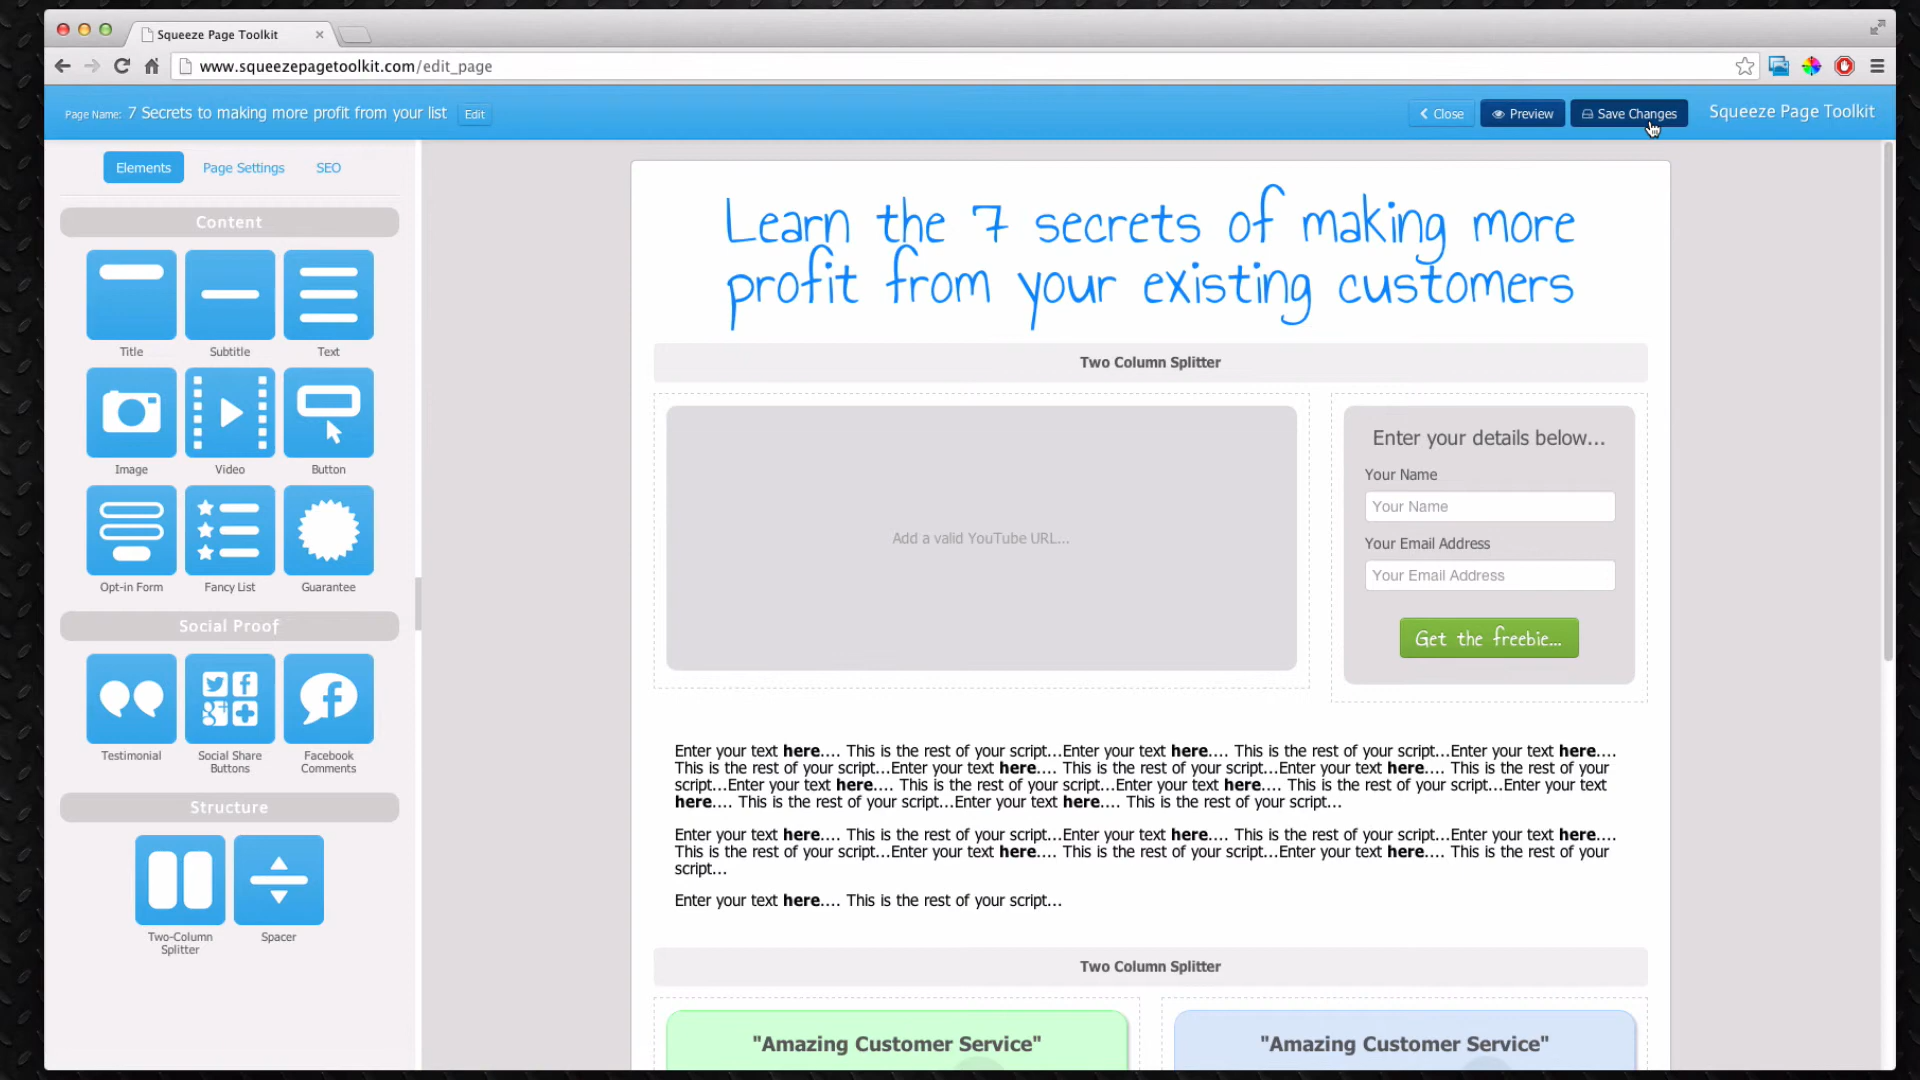 Squeeze Page Toolkit
www.squeezepagetoolkit.com/edit_page
Page Name: 7 Secrets to making more profit from your list Edit
Close Preview Save Changes Squeeze Page Toolkit
Elements Page Settings SEO
Content
Title Subtitle Text
Image Video Button
Opt-in Form Fancy List Guarantee
Social Proof
Testimonial Social Share Buttons Facebook Comments
Structure
Two-Column Splitter Spacer
Learn the 7 secrets of making more
profit from your existing customers
Two Column Splitter
Add a valid YouTube URL...
Enter your details below...
Your Name
Your Name
Your Email Address
Your Email Address
Get the freebie...
Enter your text here.... This is the rest of your script...Enter your text here.... This is the rest of your script...Enter your text here....
This is the rest of your script...Enter your text here.... This is the rest of your script...Enter your text here.... This is the rest of your
script...Enter your text here.... This is the rest of your script...Enter your text here.... This is the rest of your script...Enter your text
here.... This is the rest of your script...Enter your text here.... This is the rest of your script...
Enter your text here.... This is the rest of your script...Enter your text here.... This is the rest of your script...Enter your text here....
This is the rest of your script...Enter your text here.... This is the rest of your script...Enter your text here.... This is the rest of your
script...
Enter your text here.... This is the rest of your script...
Two Column Splitter
"Amazing Customer Service"
"Amazing Customer Service"